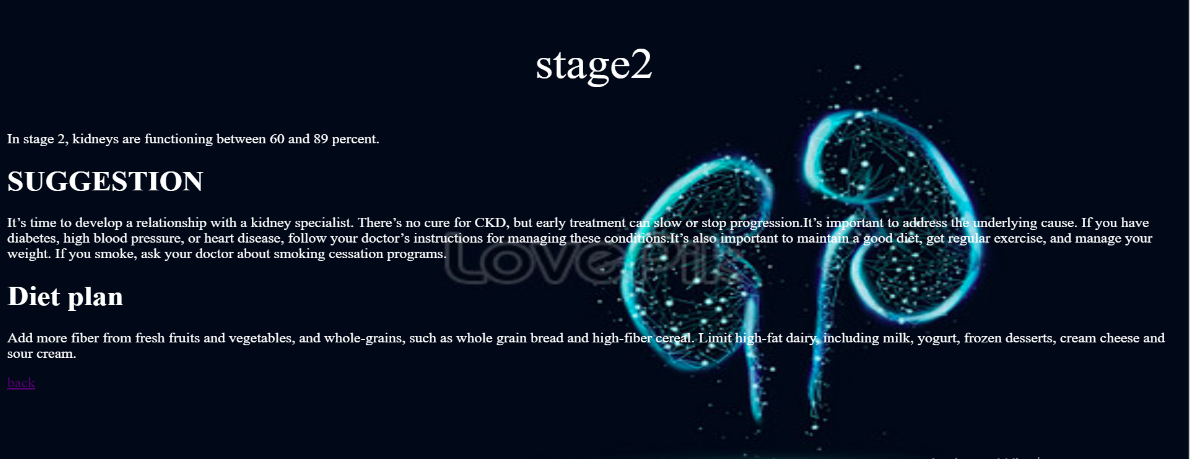 stage2
In stage 2, kidneys are functioning between 60 and 89 percent.
SUGGESTION
It’s time to develop a relationship with a kidney specialist. There’s no cure for CKD, but early treatment can slow or stop progression.It’s important to address the underlying cause. If you have
diabetes, high blood pressure, or heart disease, follow your doctor’s instructions for managing these conditions.It’s also important to maintain a good diet, get regular exercise, and manage your
weight. If you smoke, ask your doctor about smoking cessation programs.
Lovepik
Diet plan
Add more fiber from fresh fruits and vegetables, and whole-grains, such as whole grain bread and high-fiber cereal. Limit high-fat dairy, including milk, yogurt, frozen desserts, cream cheese and
sour cream.
back